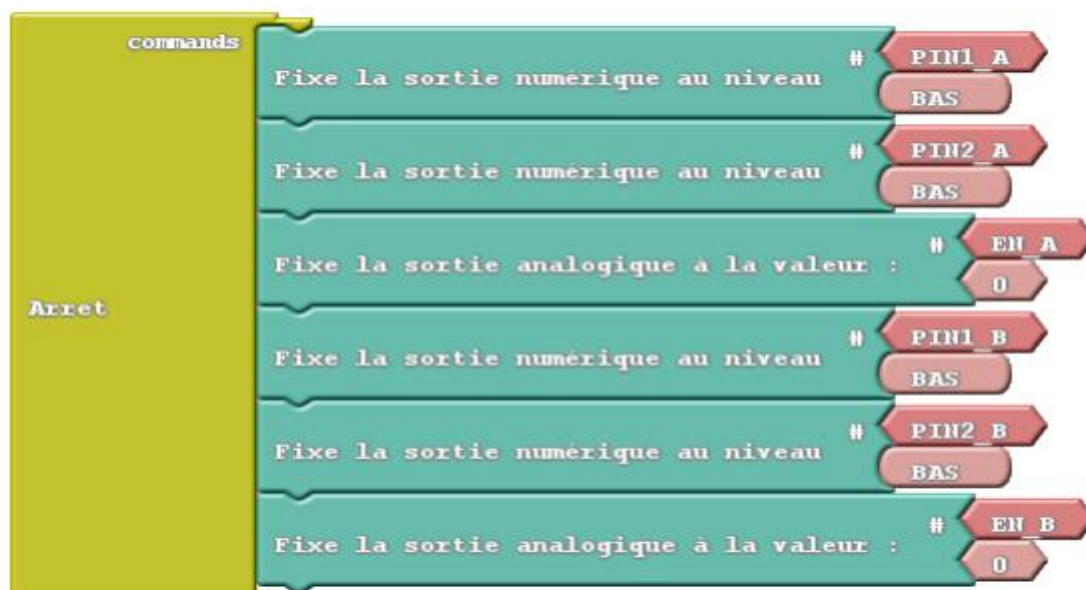 commands
Fixe la sortie numérique au niveau # PIN1_A
BAS
Fixe la sortie numérique au niveau # PIN2_A
BAS
Fixe la sortie analogique à la valeur : # EN_A
0
Arret
Fixe la sortie numérique au niveau # PIN1_B
BAS
Fixe la sortie numérique au niveau # PIN2_B
BAS
Fixe la sortie analogique à la valeur : # EN_B
0